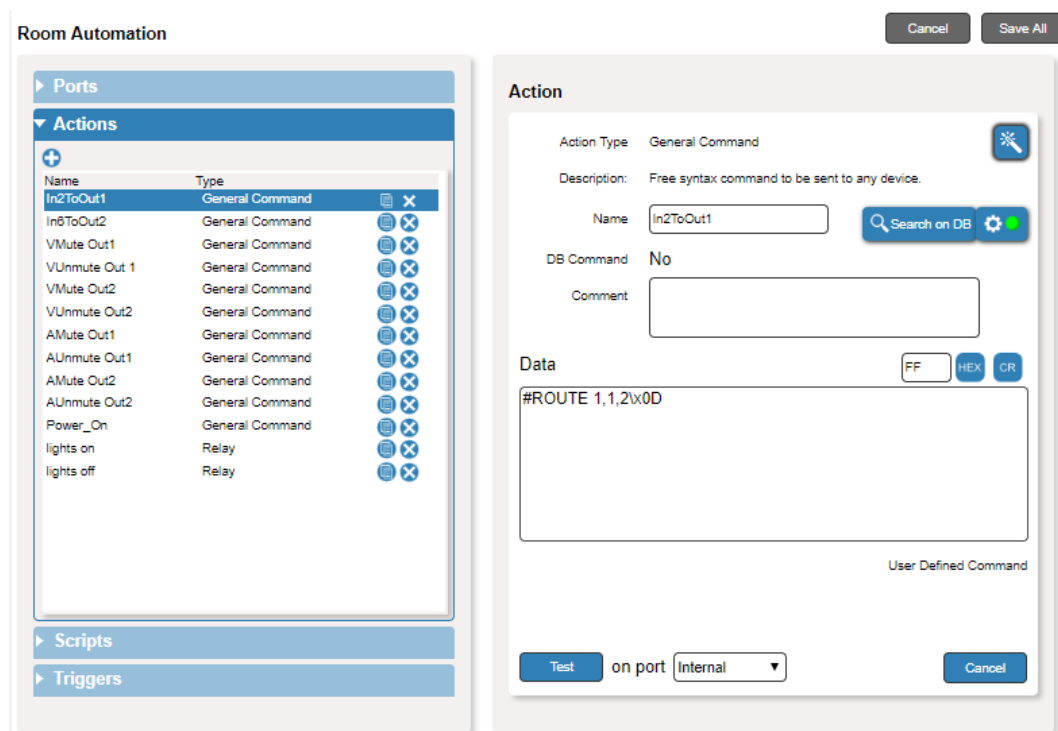 Room Automation
Cancel
Save All
Ports
Actions
Name Type
In2ToOut1 General Command
In6ToOut2 General Command
VMute Out1 General Command
VUnmute Out 1 General Command
VMute Out2 General Command
VUnmute Out2 General Command
AMute Out1 General Command
AUnmute Out1 General Command
AMute Out2 General Command
AUnmute Out2 General Command
Power_On General Command
lights on Relay
lights off Relay
Scripts
Triggers
Action
Action Type General Command
Description: Free syntax command to be sent to any device.
Name In2ToOut1 Search on DB
DB Command No
Comment
Data FF HEX CR
#ROUTE 1,1,2\x0D
User Defined Command
Test on port Internal Cancel